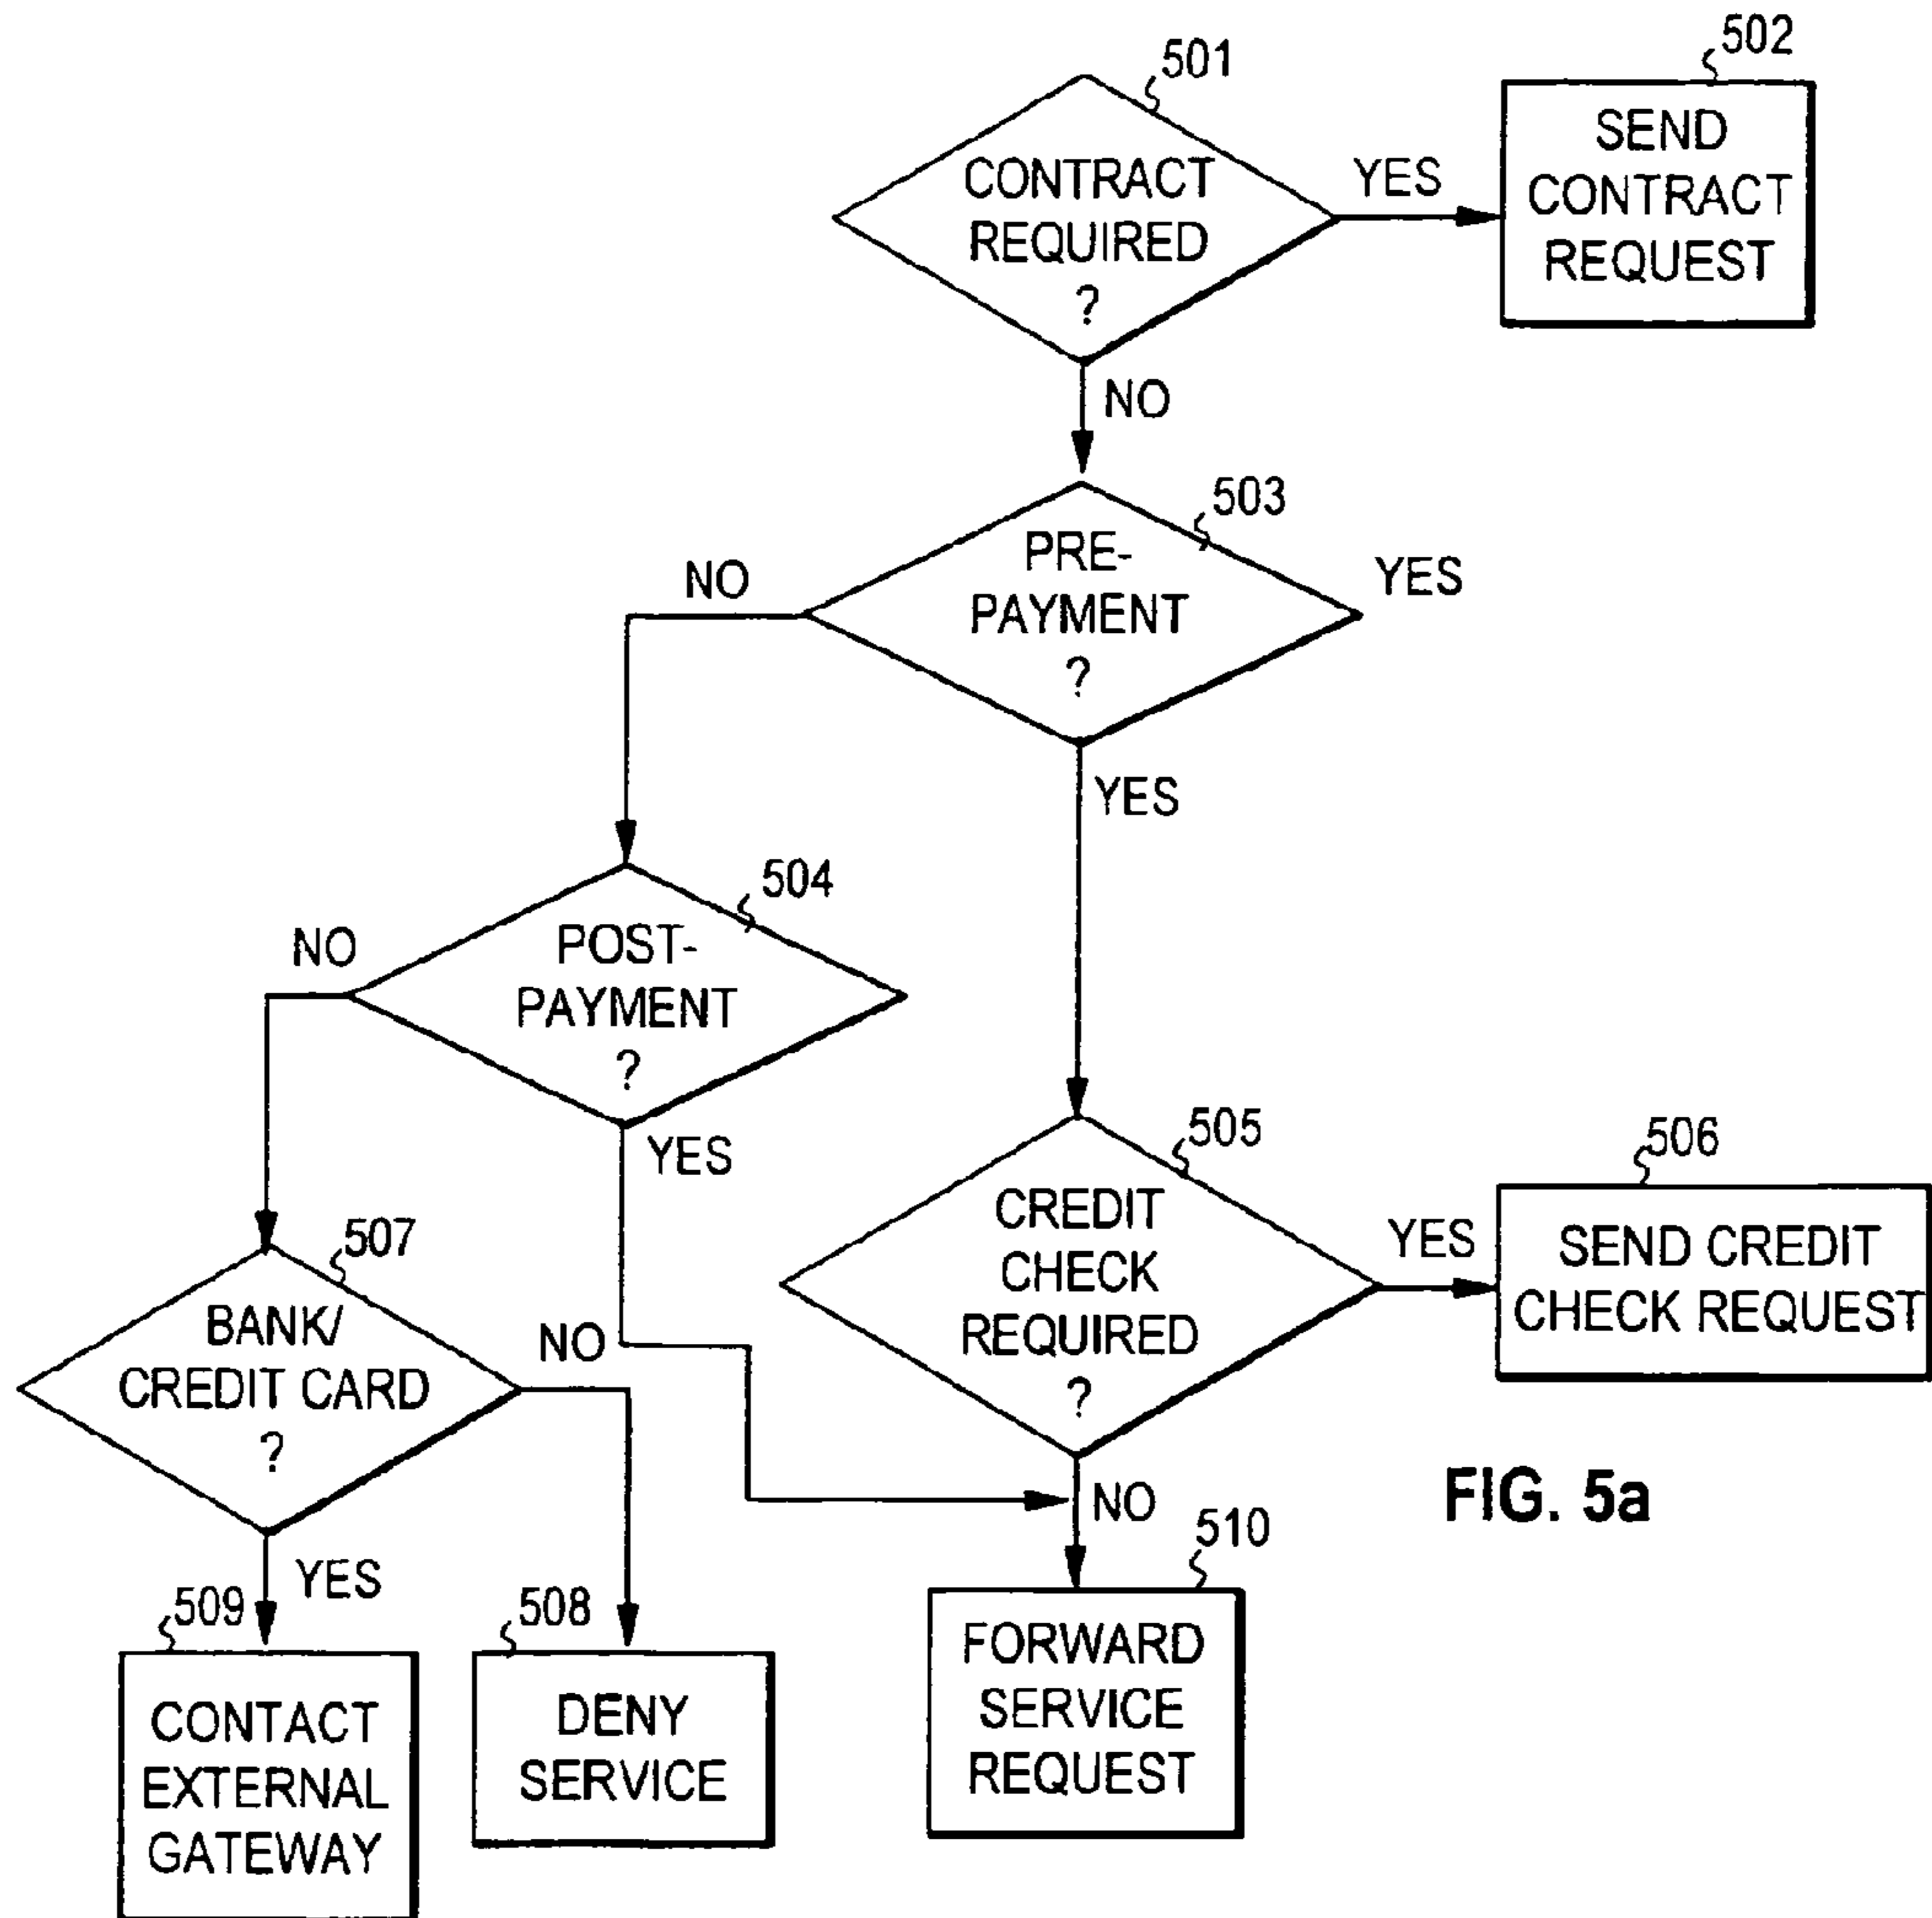 501
502
CONTRACT
REQUIRED
?
YES
SEND
CONTRACT
REQUEST
NO
503
PRE-
PAYMENT
?
NO
YES
YES
504
POST-
PAYMENT
?
NO
YES
505
CREDIT
CHECK
REQUIRED
?
YES
506
SEND CREDIT
CHECK REQUEST
507
BANK/
CREDIT CARD
?
NO
YES
NO
FIG. 5a
509
CONTACT
EXTERNAL
GATEWAY
508
DENY
SERVICE
510
FORWARD
SERVICE
REQUEST